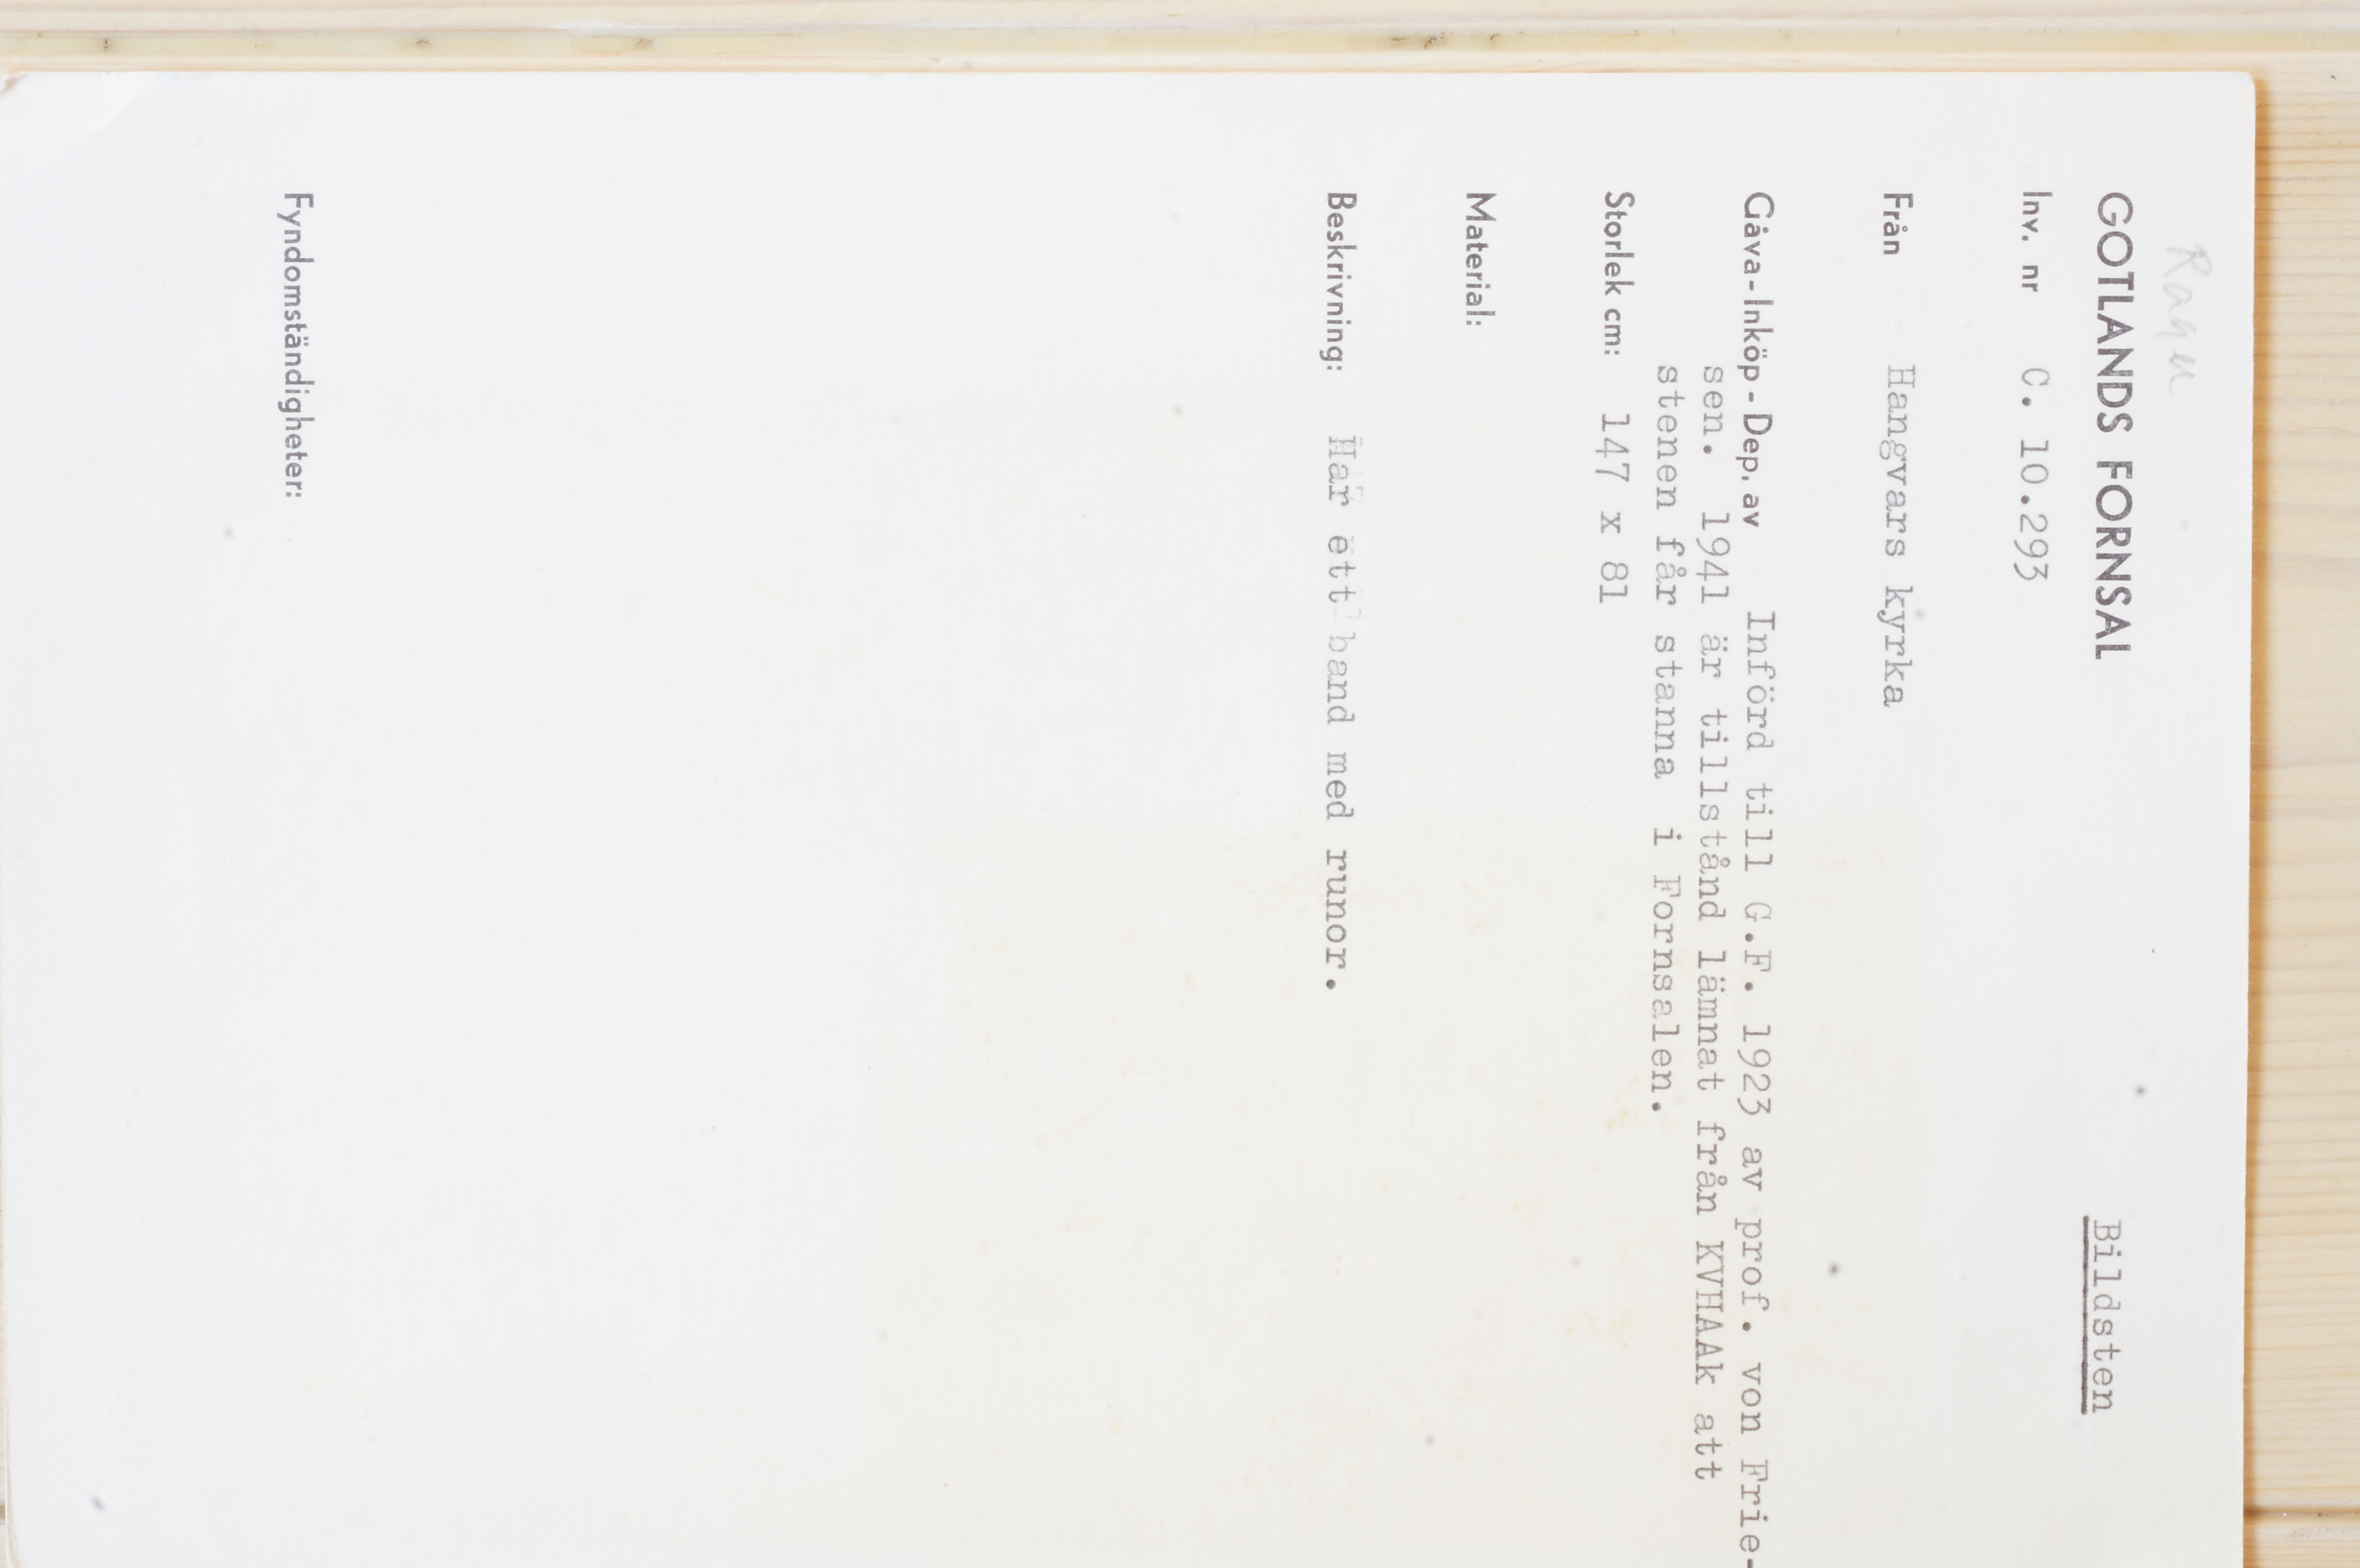 GOTLANDS FORNSAL Bildsten
Inv. nr C. 10.293
Från Hangvars kyrka
Gåva - Inköp - Dep. av Införd till G.F. 1923 av prof. von Frie-
sen. 1941 är tillstånd lämnat från KVHAAk att
stenen får stanna i Fornsalen.
Storlek cm: 147 x 81
Material:
Beskrivning: Har ett band med runor.
Fyndomständigheter: